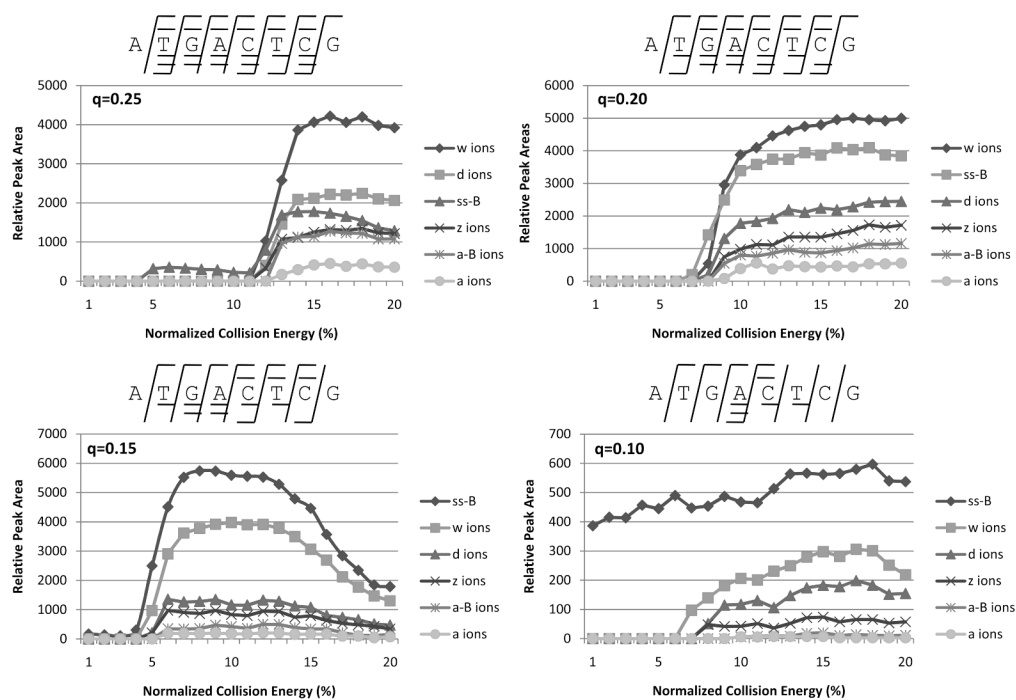 A T G A C T C G
q=0.25
Relative Peak Area
5000
4000
3000
2000
1000
0
1 5 10 15 20
Normalized Collision Energy (%)
w ions
d ions
ss-B
z ions
a-B ions
a ions
A T G A C T C G
q=0.20
Relative Peak Areas
6000
5000
4000
3000
2000
1000
0
1 5 10 15 20
Normalized Collision Energy (%)
w ions
ss-B
d ions
z ions
a-B ions
a ions
A T G A C T C G
q=0.15
Relative Peak Area
7000
6000
5000
4000
3000
2000
1000
0
1 5 10 15 20
Normalized Collision Energy (%)
ss-B
w ions
d ions
z ions
a-B ions
a ions
A T G A C T C G
q=0.10
Relative Peak Area
700
600
500
400
300
200
100
0
1 5 10 15 20
Normalized Collision Energy (%)
ss-B
w ions
d ions
z ions
a-B ions
a ions